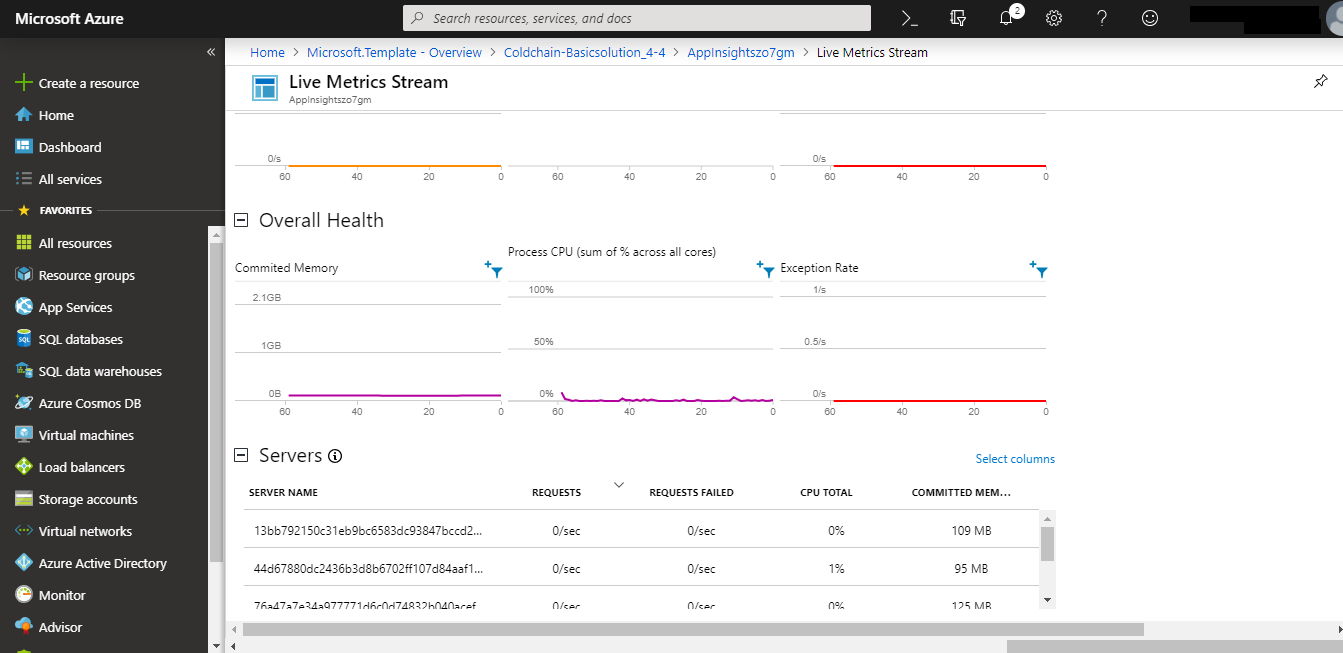 Microsoft Azure
Search resources, services, and docs
2
Home > Microsoft.Template - Overview > Coldchain-Basicsolution_4-4 > AppInsightszo7gm > Live Metrics Stream
Live Metrics Stream
AppInsightszo7gm
Create a resource
Home
Dashboard
All services
FAVORITES
All resources
Resource groups
App Services
SQL databases
SQL data warehouses
Azure Cosmos DB
Virtual machines
Load balancers
Storage accounts
Virtual networks
Azure Active Directory
Monitor
Advisor
0/s
60 40 20 0
60 40 20 0
0/s
60 40 20 0
Overall Health
Commited Memory
2.1GB
1GB
0B
60 40 20 0
Process CPU (sum of % across all cores)
100%
50%
0%
60 40 20 0
Exception Rate
1/s
0.5/s
0/s
60 40 20 0
Servers
Select columns
SERVER NAME REQUESTS REQUESTS FAILED CPU TOTAL COMMITTED MEM...
13bb792150c31eb9bc6583dc93847bccd2... 0/sec 0/sec 0% 109 MB
44d67880dc2436b3d8b6702ff107d84aaf1... 0/sec 0/sec 1% 95 MB
76a47a7e34a977771d6c0d74832b040acef 0/sec 0/sec 0% 125 MB